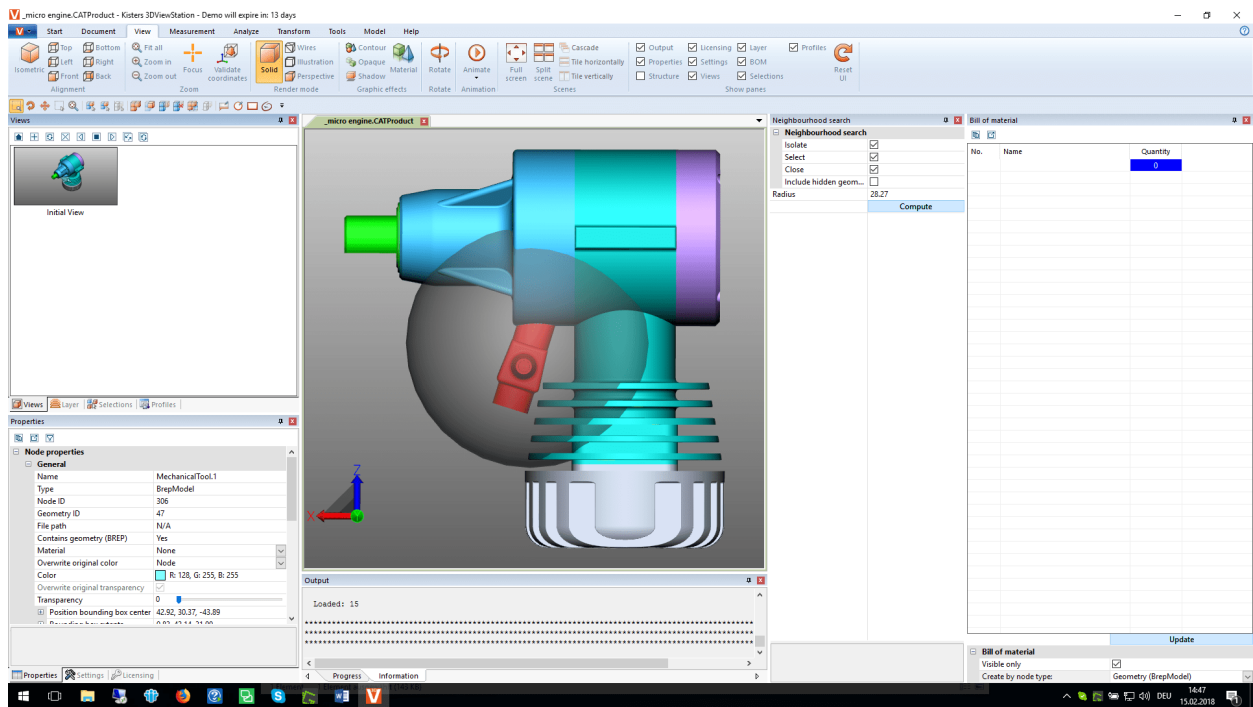 _micro engine.CATProduct - Kisters 3DViewStation - Demo will expire in: 13 days
Start Document View Measurement Analyze Transform Tools Model Help
Isometric
Top Bottom
Left Right
Front Back
Alignment
Fit all
Zoom in
Zoom out
Focus
Validate coordinates
Zoom
Solid
Wires
Illustration
Perspective
Render mode
Contour
Opaque
Shadow
Material
Graphic effects
Rotate
Rotate
Animate
Animation
Full screen
Split scene
Cascade
Tile horizontally
Tile vertically
Scenes
Output Licensing Layer Profiles
Properties Settings BOM
Structure Views Selections
Show panes
Reset UI
Views
Initial View
Views Layer Selections Profiles
Properties
Node properties
General
Name MechanicalTool.1
Type BrepModel
Node ID 306
Geometry ID 47
File path N/A
Contains geometry (BREP) Yes
Material None
Overwrite original color Node
Color R: 128, G: 255, B: 255
Overwrite original transparency
Transparency 0
Position bounding box center 42.92, 30.37, -43.89
Properties Settings Licensing
_micro engine.CATProduct
Z
X
Output
Loaded: 15
********************************************************************************
********************************************************************************
********************************************************************************
Progress Information
Neighbourhood search
Neighbourhood search
Isolate
Select
Close
Include hidden geom...
Radius 28.27
Compute
Bill of material
No. Name Quantity
0
Update
Bill of material
Visible only
Create by node type: Geometry (BrepModel)
DEU
14:47
15.02.2018